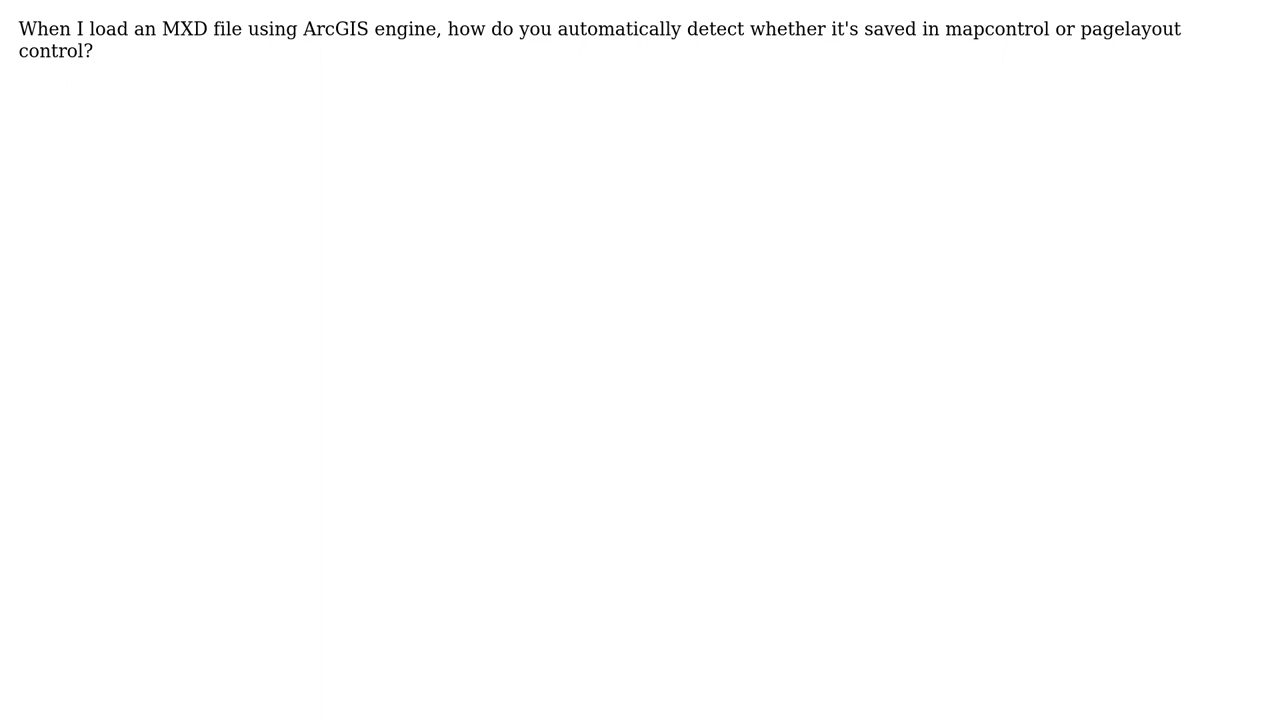 When I load an MXD file using ArcGIS engine, how do you automatically detect whether it's saved in mapcontrol or pagelayout
control?